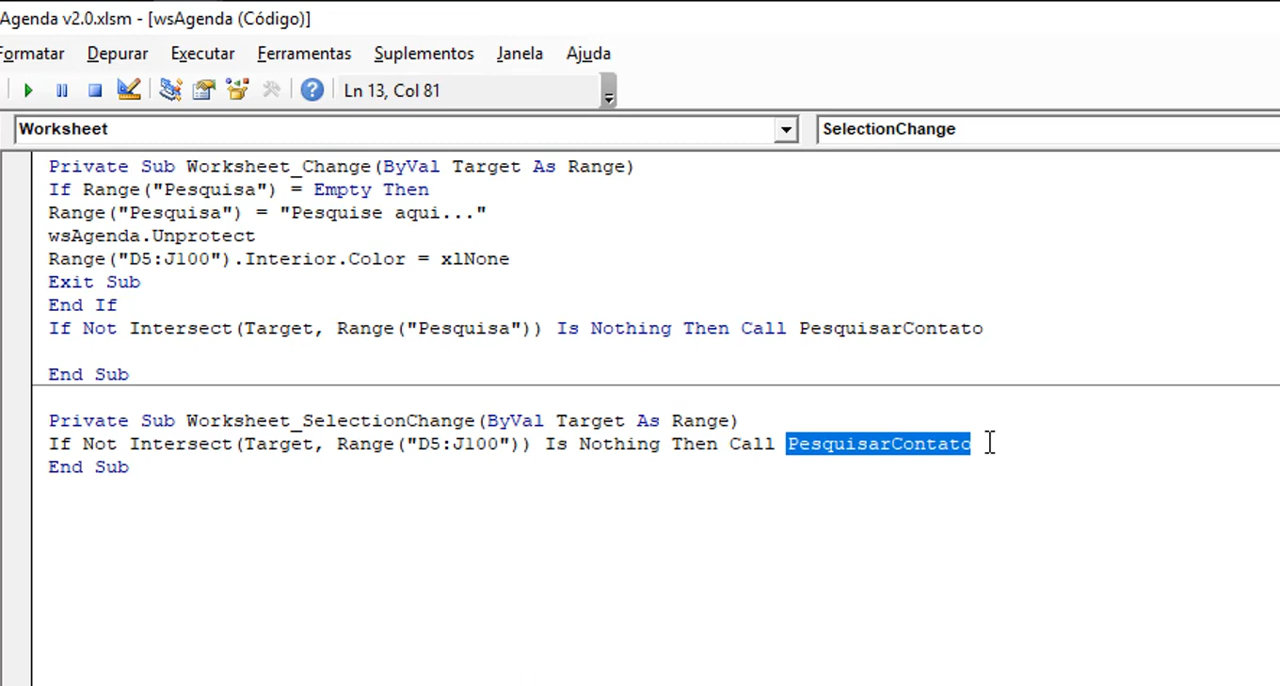 Agenda v2.0.xlsm - [wsAgenda (Código)]
Formatar Depurar Executar Ferramentas Suplementos Janela Ajuda
? Ln 13, Col 81
Worksheet SelectionChange
Private Sub Worksheet_Change(ByVal Target As Range)
If Range("Pesquisa") = Empty Then
Range("Pesquisa") = "Pesquise aqui..."
wsAgenda.Unprotect
Range("D5:J100").Interior.Color = xlNone
Exit Sub
End If
If Not Intersect(Target, Range("Pesquisa")) Is Nothing Then Call PesquisarContato
End Sub
Private Sub Worksheet_SelectionChange(ByVal Target As Range)
If Not Intersect(Target, Range("D5:J100")) Is Nothing Then Call PesquisarContato
End Sub